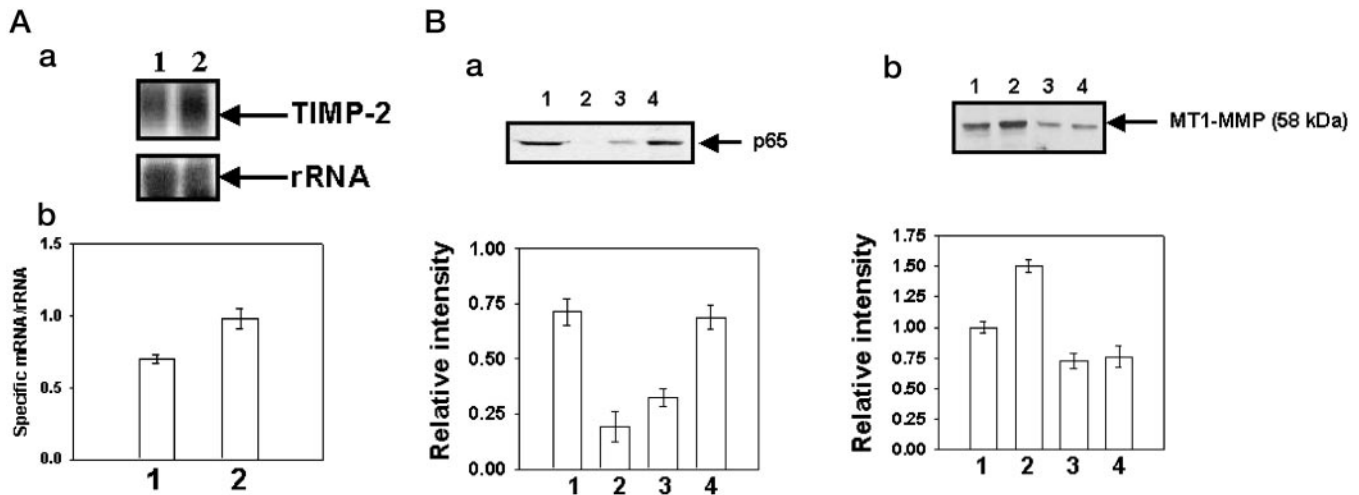 A
a
1 2
TIMP-2
rRNA
b
Specific mRNA/rRNA
1.5
1.0
0.5
0.0
1 2
B
a
1 2 3 4
p65
Relative intensity
1.00
0.75
0.50
0.25
0.00
1 2 3 4
b
1 2 3 4
MT1-MMP (58 kDa)
Relative intensity
1.75
1.50
1.25
1.00
0.75
0.50
0.25
0.00
1 2 3 4